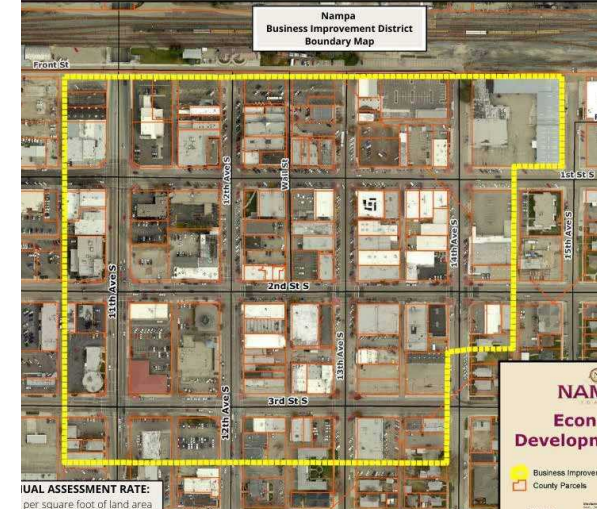 Nampa
Business Improvement District
Boundary Map
Front St
1st St S
12th Ave S
Wall St
15th Ave S
14th Ave S
11th Ave S
2nd St S
13th Ave S
3rd St S
12th Ave S
NAM
Econ
Developm
Business Improve
County Parcels
UAL ASSESSMENT RATE:
per square foot of land area